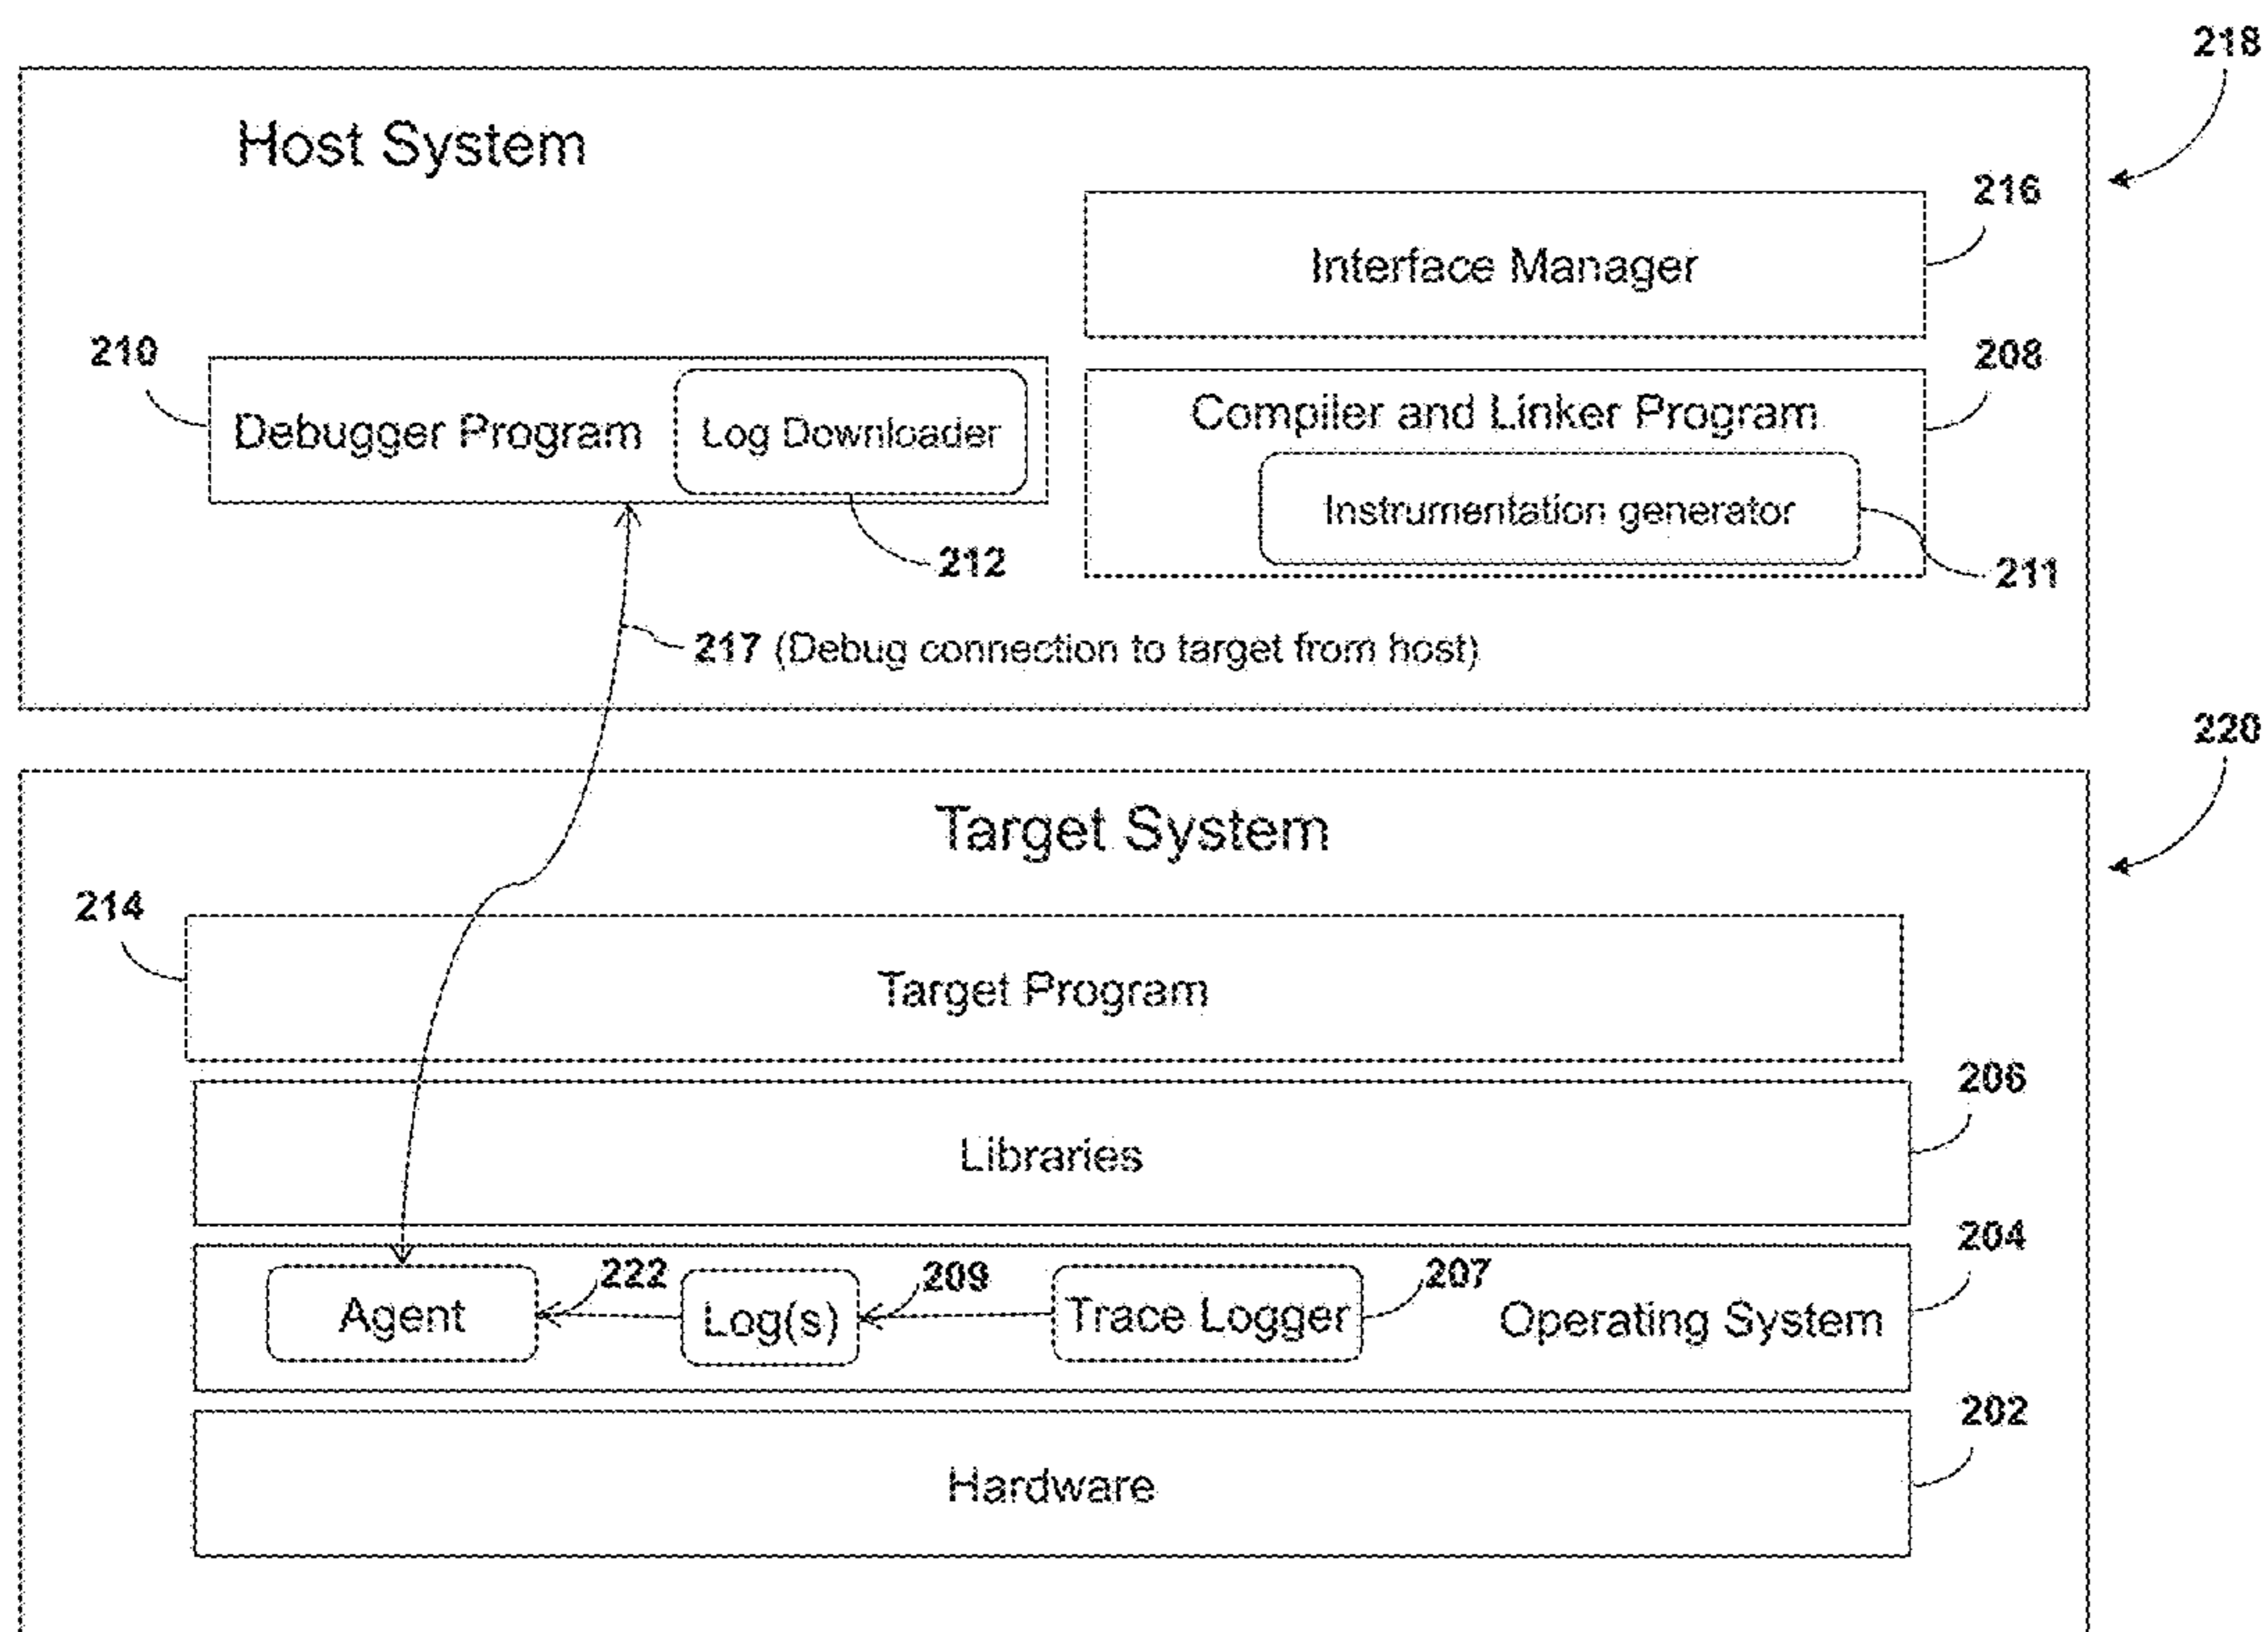 218
Host System
216
Interface Manager
210
208
Debugger Program
Log Downloader
Compiler and Linker Program
Instrumentation generator
212
211
217 (Debug connection to target from host)
220
Target System
214
Target Program
206
Libraries
204
222
209
207
Agent
Log(s)
Trace Logger
Operating System
202
Hardware